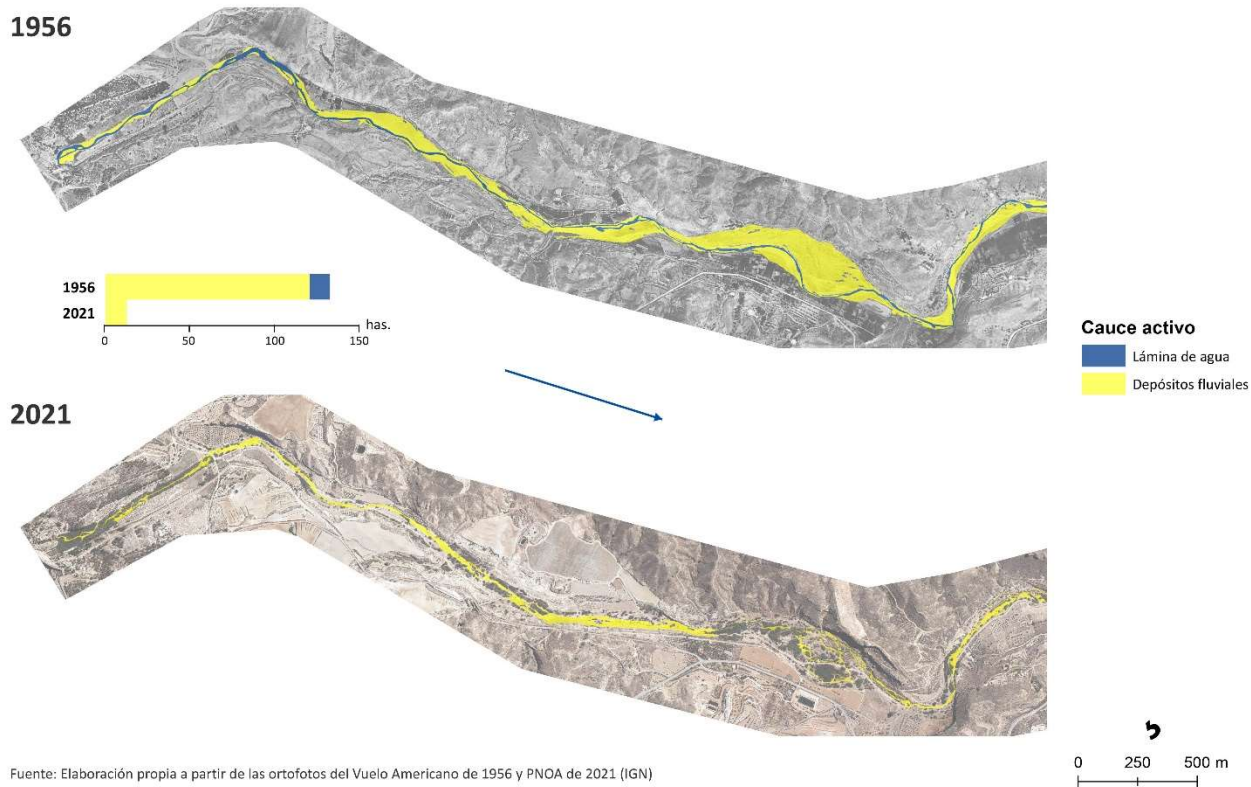 1956
1956
2021
has.
0 50 100 150
Cauce activo
Lámina de agua
Depósitos fluviales
2021
Fuente: Elaboración propia a partir de las ortofotos del Vuelo Americano de 1956 y PNOA de 2021 (IGN)
0 250 500 m